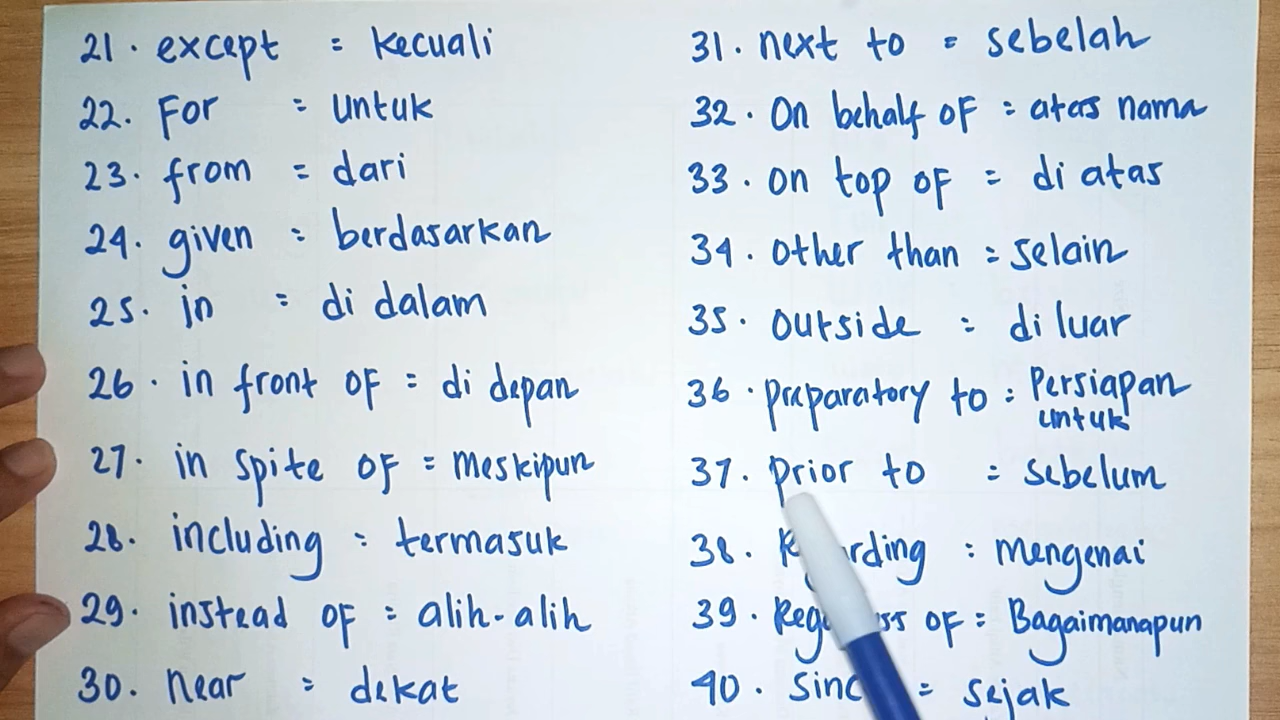 21. except = kecuali
22. For = untuk
23. from = dari
24. given = berdasarkan
25. in = di dalam
26. in front of = di depan
27. in spite of = meskipun
28. including = termasuk
29. instead of = alih-alih
30. Near = dekat
31. next to = sebelah
32. On behalf of = atas nama
33. on top of = di atas
34. other than = selain
35. outside = di luar
36. preparatory to = Persiapan
untuk
37. prior to = sebelum
38. = mengenai
39. of = Bagaimanapun
40. = sejak